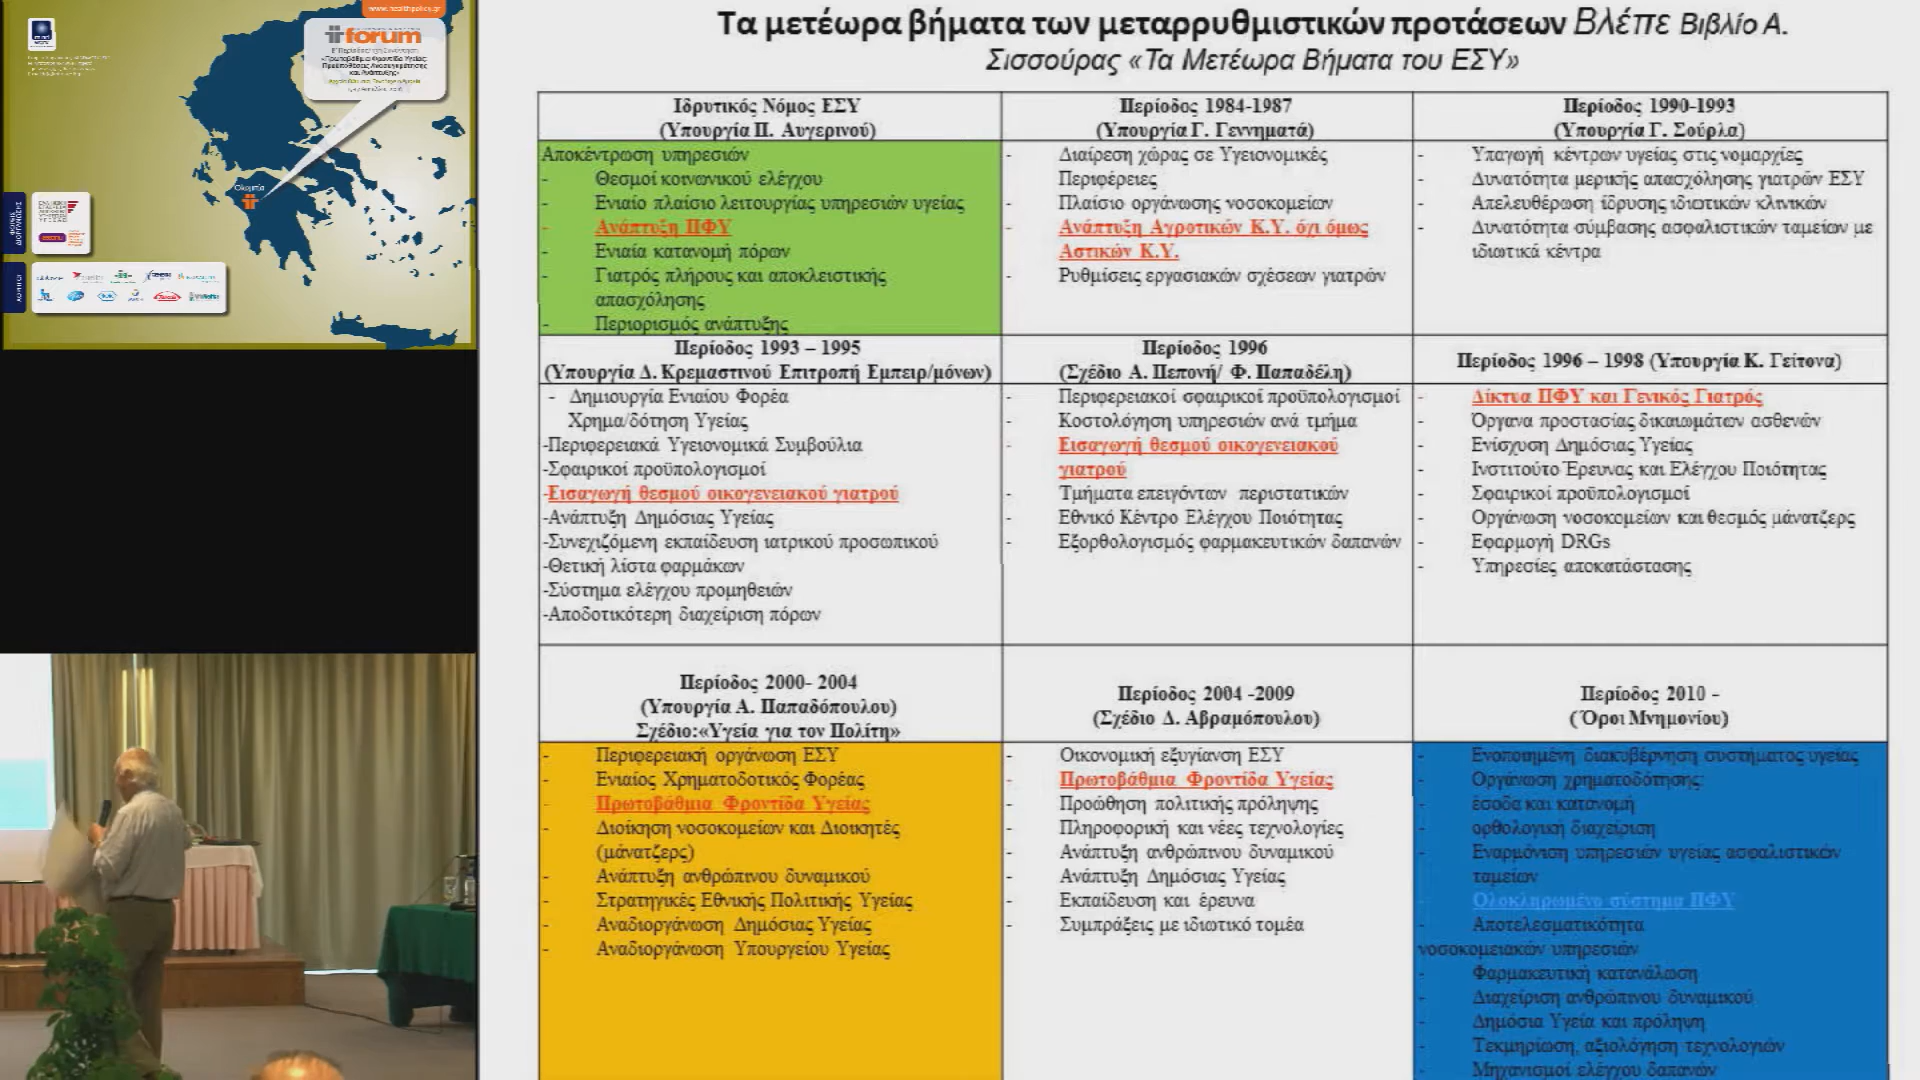 www.healthpolicy.gr
forum
Ολυμπία
Τα μετέωρα βήματα των μεταρρυθμιστικών προτάσεων Βλέπε Βιβλίο Α.
Σισσούρας «Τα Μετέωρα Βήματα του ΕΣΥ»
Ιδρυτικός Νόμος ΕΣΥ
(Υπουργία Π. Αυγερινού)
Αποκέντρωση υπηρεσιών
- Θεσμοί κοινωνικού ελέγχου
- Ενιαίο πλαίσιο λειτουργίας υπηρεσιών υγείας
- Ανάπτυξη ΠΦΥ
- Ενιαία κατανομή πόρων
- Γιατρός πλήρους και αποκλειστικής
απασχόλησης
- Περιορισμός ανάπτυξης
Περίοδος 1984-1987
(Υπουργία Γ. Γεννηματά)
- Διαίρεση χώρας σε Υγειονομικές
Περιφέρειες
- Πλαίσιο οργάνωσης νοσοκομείων
- Ανάπτυξη Αγροτικών Κ.Υ. όχι όμως
Αστικών Κ.Υ.
- Ρυθμίσεις εργασιακών σχέσεων γιατρών
Περίοδος 1990-1993
(Υπουργία Γ. Σούρλα)
- Υπαγωγή κέντρων υγείας στις νομαρχίες
- Δυνατότητα μερικής απασχόλησης γιατρών ΕΣΥ
- Απελευθέρωση ίδρυσης ιδιωτικών κλινικών
- Δυνατότητα σύμβασης ασφαλιστικών ταμείων με
ιδιωτικά κέντρα
Περίοδος 1993 – 1995
(Υπουργία Δ. Κρεμαστινού Επιτροπή Εμπειρ/μόνων)
- Δημιουργία Ενιαίου Φορέα
Χρημα/δότηση Υγείας
-Περιφερειακά Υγειονομικά Συμβούλια
-Σφαιρικοί προϋπολογισμοί
-Εισαγωγή θεσμού οικογενειακού γιατρού
-Ανάπτυξη Δημόσιας Υγείας
-Συνεχιζόμενη εκπαίδευση ιατρικού προσωπικού
-Θετική λίστα φαρμάκων
-Σύστημα ελέγχου προμηθειών
-Αποδοτικότερη διαχείριση πόρων
Περίοδος 1996
(Σχέδιο Α. Πεπονή/ Φ. Παπαδέλη)
- Περιφερειακοί σφαιρικοί προϋπολογισμοί
- Κοστολόγηση υπηρεσιών ανά τμήμα
- Εισαγωγή θεσμού οικογενειακού
γιατρού
- Τμήματα επειγόντων περιστατικών
- Εθνικό Κέντρο Ελέγχου Ποιότητας
- Εξορθολογισμός φαρμακευτικών δαπανών
Περίοδος 1996 – 1998 (Υπουργία Κ. Γείτονα)
- Δίκτυα ΠΦΥ και Γενικός Γιατρός
- Όργανα προστασίας δικαιωμάτων ασθενών
- Ενίσχυση Δημόσιας Υγείας
- Ινστιτούτο Έρευνας και Ελέγχου Ποιότητας
- Σφαιρικοί προϋπολογισμοί
- Οργάνωση νοσοκομείων και θεσμός μάνατζερς
- Εφαρμογή DRGs
- Υπηρεσίες αποκατάστασης
Περίοδος 2000- 2004
(Υπουργία Α. Παπαδόπουλου)
Σχέδιο:«Υγεία για τον Πολίτη»
- Περιφερειακή οργάνωση ΕΣΥ
- Ενιαίος Χρηματοδοτικός Φορέας
- Πρωτοβάθμια Φροντίδα Υγείας
- Διοίκηση νοσοκομείων και Διοικητές
(μάνατζερς)
- Ανάπτυξη ανθρώπινου δυναμικού
- Στρατηγικές Εθνικής Πολιτικής Υγείας
- Αναδιοργάνωση Δημόσιας Υγείας
- Αναδιοργάνωση Υπουργείου Υγείας
Περίοδος 2004 -2009
(Σχέδιο Δ. Αβραμόπουλου)
- Οικονομική εξυγίανση ΕΣΥ
- Πρωτοβάθμια Φροντίδα Υγείας
- Προώθηση πολιτικής πρόληψης
- Πληροφορική και νέες τεχνολογίες
- Ανάπτυξη ανθρώπινου δυναμικού
- Ανάπτυξη Δημόσιας Υγείας
- Εκπαίδευση και έρευνα
- Συμπράξεις με ιδιωτικό τομέα
Περίοδος 2010 -
( Όροι Μνημονίου)
- Ενοποιημένη διακυβέρνηση συστήματος υγείας
- Οργάνωση χρηματοδότησης:
- έσοδα και κατανομή
- ορθολογική διαχείριση
- Εναρμόνιση υπηρεσιών υγείας ασφαλιστικών
ταμείων
- Ολοκληρωμένο σύστημα ΠΦΥ
- Αποτελεσματικότητα
νοσοκομειακών υπηρεσιών
- Φαρμακευτική κατανάλωση
- Διαχείριση ανθρώπινου δυναμικού
- Δημόσια Υγεία και πρόληψη
- Τεκμηρίωση, αξιολόγηση τεχνολογιών
- Μηχανισμοί ελέγχου δαπανών